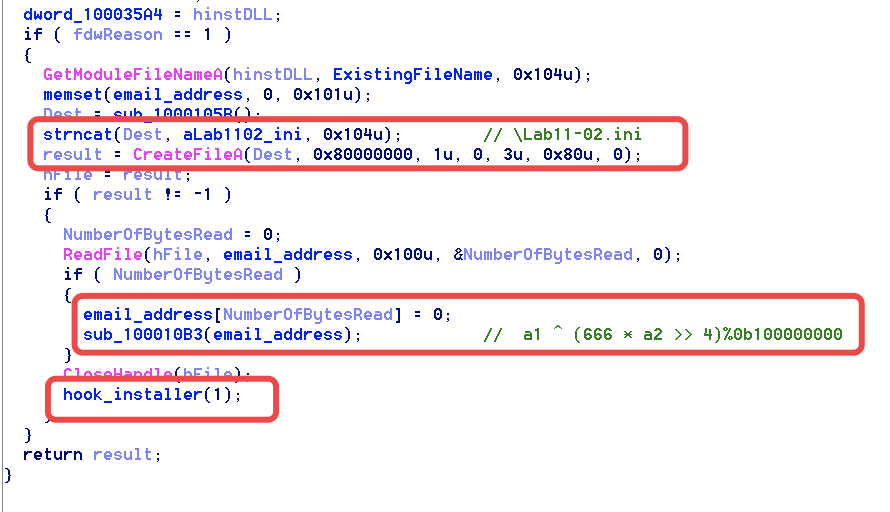 dword_100035A4 = hinstDLL;
if ( fdwReason == 1 )
{
GetModuleFileNameA(hinstDLL, ExistingFileName, 0x104u);
memset(email_address, 0, 0x101u);
Dest = sub_1000105B();
strncat(Dest, aLab1102_ini, 0x104u); // \Lab11-02.ini
result = CreateFileA(Dest, 0x80000000, 1u, 0, 3u, 0x80u, 0);
hFile = result;
if ( result != -1 )
{
NumberOfBytesRead = 0;
ReadFile(hFile, email_address, 0x100u, &NumberOfBytesRead, 0);
if ( NumberOfBytesRead )
{
email_address[NumberOfBytesRead] = 0;
sub_100010B3(email_address); // a1 ^ (666 * a2 >> 4)%0b100000000
}
CloseHandle(hFile);
hook_installer(1);
}
}
return result;
}